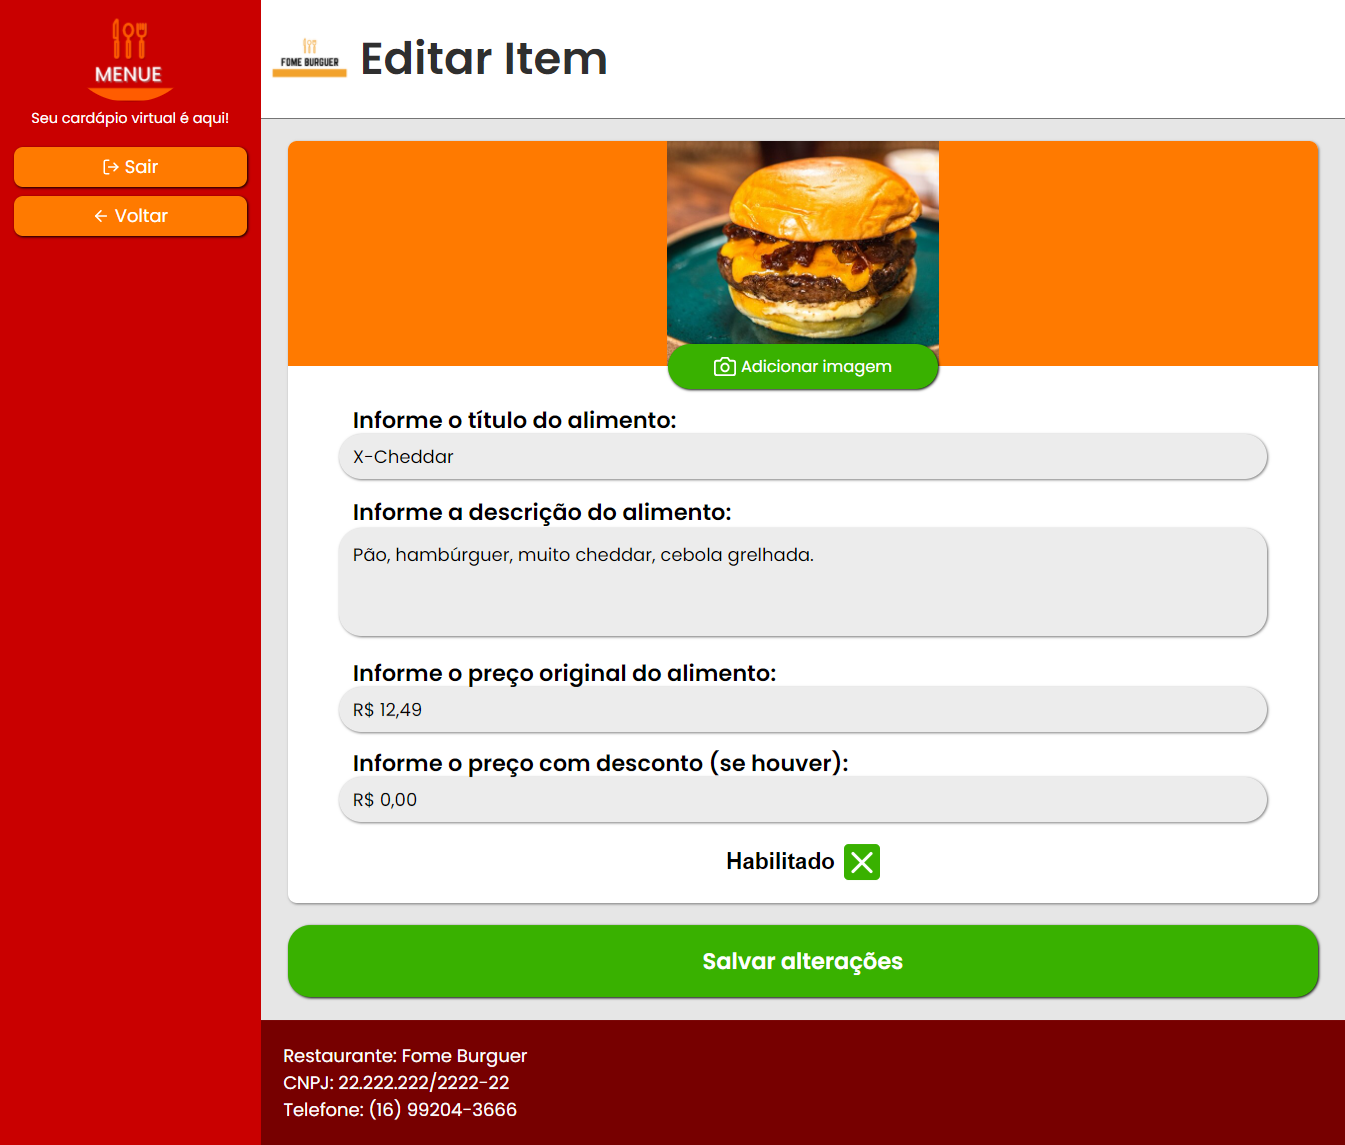 MENUE
Seu cardápio virtual é aqui!
Sair
Voltar
FOME BURGUER
Editar Item
Adicionar imagem
Informe o título do alimento:
X-Cheddar
Informe a descrição do alimento:
Pão, hambúrguer, muito cheddar, cebola grelhada.
Informe o preço original do alimento:
R$ 12,49
Informe o preço com desconto (se houver):
R$ 0,00
Habilitado
Salvar alterações
Restaurante: Fome Burguer
CNPJ: 22.222.222/2222-22
Telefone: (16) 99204-3666